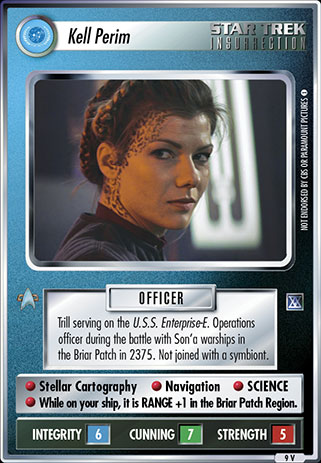 Kell Perim
STAR TREK
INSURRECTION
NOT ENDORSED BY CBS OR PARAMOUNT PICTURES
OFFICER
Trill serving on the U.S.S. Enterprise-E. Operations
officer during the battle with Son'a warships in
the Briar Patch in 2375. Not joined with a symbiont.
Stellar Cartography Navigation SCIENCE
While on your ship, it is RANGE +1 in the Briar Patch Region.
INTEGRITY 6 CUNNING 7 STRENGTH 5
9 V